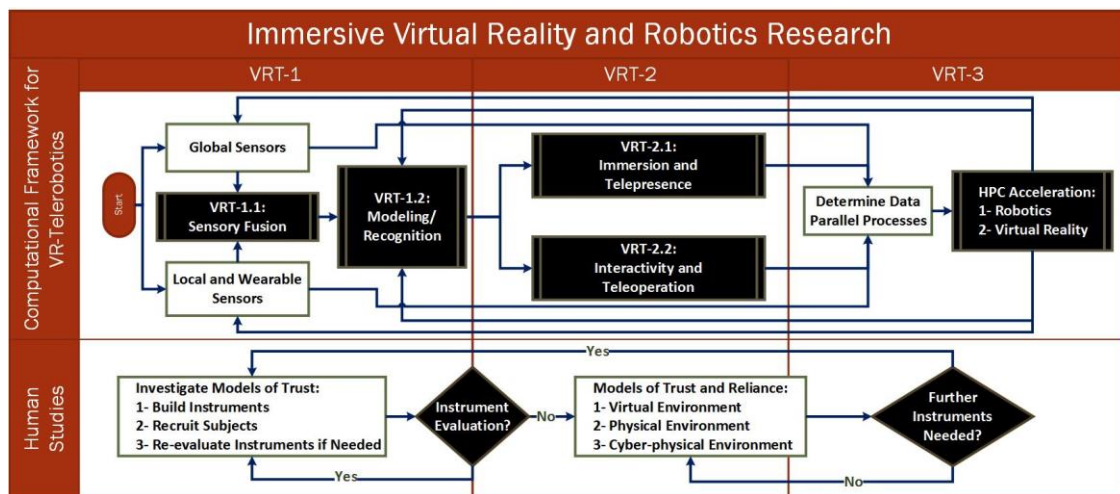 Immersive Virtual Reality and Robotics Research
VRT-1
VRT-2
VRT-3
Computational Framework for
VR-Telerobotics
Start
Global Sensors
VRT-1.1:
Sensory Fusion
Local and Wearable
Sensors
VRT-1.2:
Modeling/
Recognition
VRT-2.1:
Immersion and
Telepresence
VRT-2.2:
Interactivity and
Teleoperation
Determine Data
Parallel Processes
HPC Acceleration:
1- Robotics
2- Virtual Reality
Human
Studies
Yes
Investigate Models of Trust:
1- Build Instruments
2- Recruit Subjects
3- Re-evaluate Instruments if Needed
Instrument
Evaluation?
No
Models of Trust and Reliance:
1- Virtual Environment
2- Physical Environment
3- Cyber-physical Environment
Further
Instruments
Needed?
Yes
No